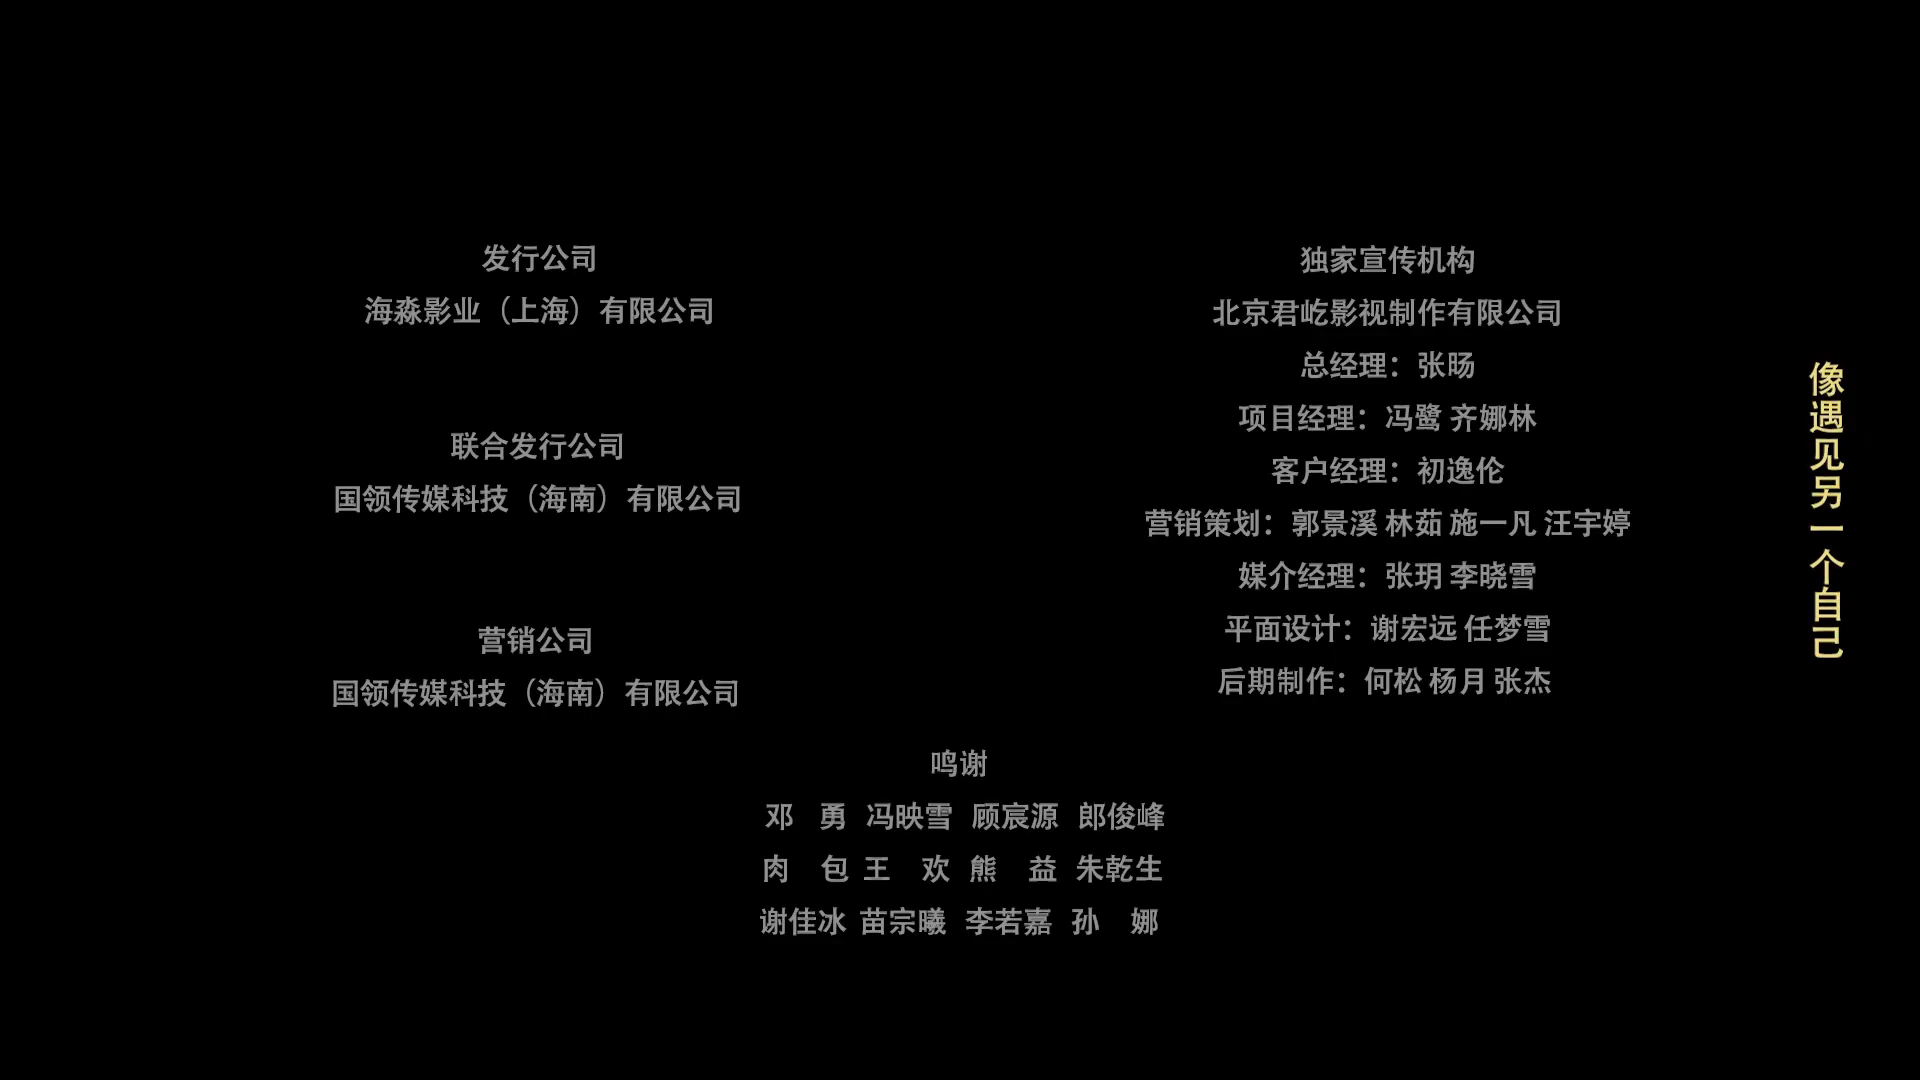 发行公司
海淼影业（上海）有限公司
联合发行公司
国领传媒科技（海南）有限公司
营销公司
国领传媒科技（海南）有限公司
独家宣传机构
北京君屹影视制作有限公司
总经理：张旸
项目经理：冯鹭 齐娜林
客户经理：初逸伦
营销策划：郭景溪 林茹 施一凡 汪宇婷
媒介经理：张玥 李晓雪
平面设计：谢宏远 任梦雪
后期制作：何松 杨月 张杰
鸣谢
邓 勇 冯映雪 顾宸源 郎俊峰
肉 包 王 欢 熊 益 朱乾生
谢佳冰 苗宗曦 李若嘉 孙 娜
像遇见另一个自己